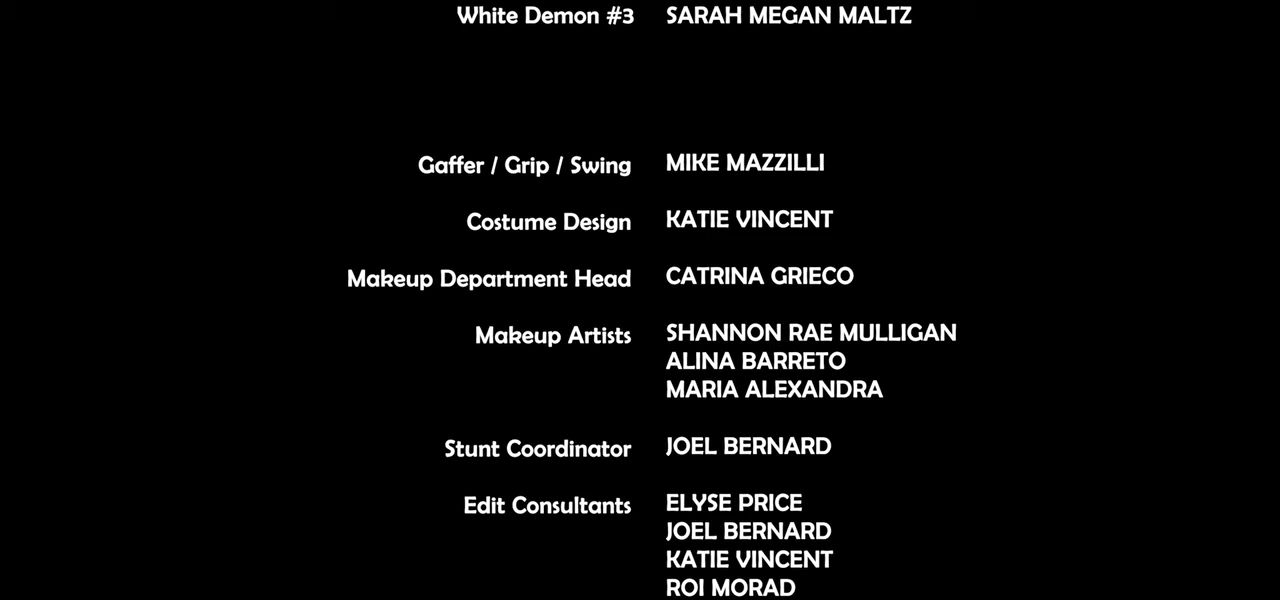 White Demon #3 SARAH MEGAN MALTZ
Gaffer / Grip / Swing MIKE MAZZILLI
Costume Design KATIE VINCENT
Makeup Department Head CATRINA GRIECO
Makeup Artists SHANNON RAE MULLIGAN
ALINA BARRETO
MARIA ALEXANDRA
Stunt Coordinator JOEL BERNARD
Edit Consultants ELYSE PRICE
JOEL BERNARD
KATIE VINCENT
ROI MORAD